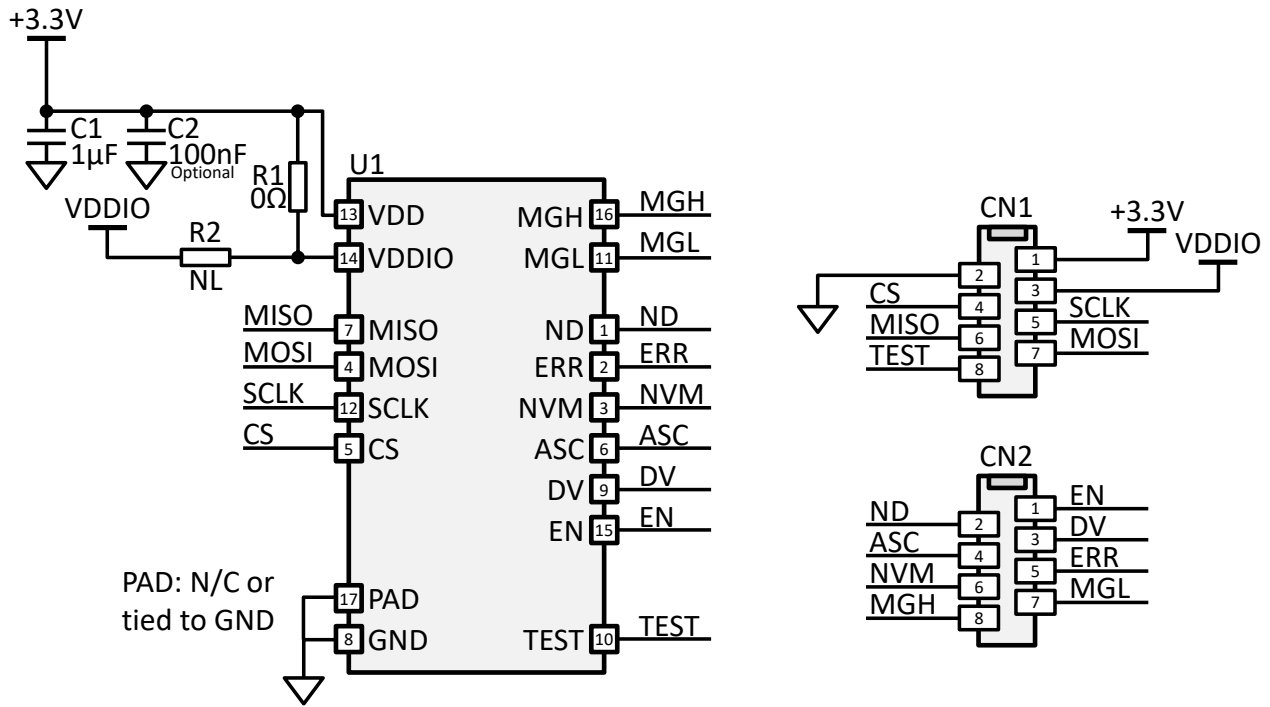 +3.3V
C1
1µF
C2
100nF
Optional
R1
0Ω
VDDIO
R2
NL
U1
13 VDD
14 VDDIO
MISO 7 MISO
MOSI 4 MOSI
SCLK 12 SCLK
CS 5 CS
PAD: N/C or
tied to GND
17 PAD
8 GND
MGH 16 MGH
MGL 11 MGL
ND 1 ND
ERR 2 ERR
NVM 3 NVM
ASC 6 ASC
DV 9 DV
EN 15 EN
TEST 10 TEST
CN1
+3.3V
VDDIO
1
2
3
CS 4
5 SCLK
MISO 6
7 MOSI
TEST 8
CN2
1 EN
ND 2
3 DV
ASC 4
5 ERR
NVM 6
7 MGL
MGH 8